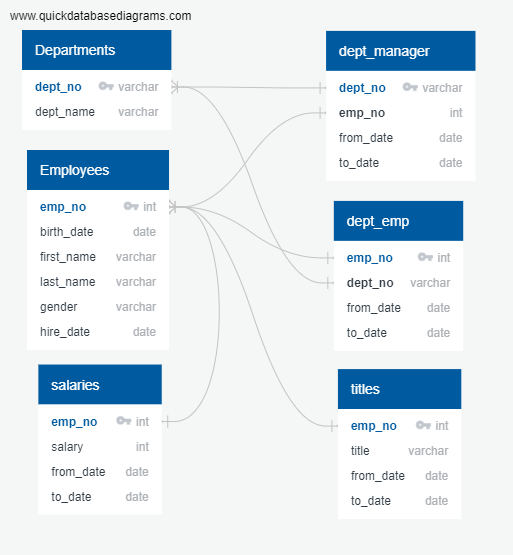 www.quickdatabasediagrams.com
Departments
dept_no varchar
dept_name varchar
Employees
emp_no int
birth_date date
first_name varchar
last_name varchar
gender varchar
hire_date date
salaries
emp_no int
salary int
from_date date
to_date date
dept_manager
dept_no varchar
emp_no int
from_date date
to_date date
dept_emp
emp_no int
dept_no varchar
from_date date
to_date date
titles
emp_no int
title varchar
from_date date
to_date date